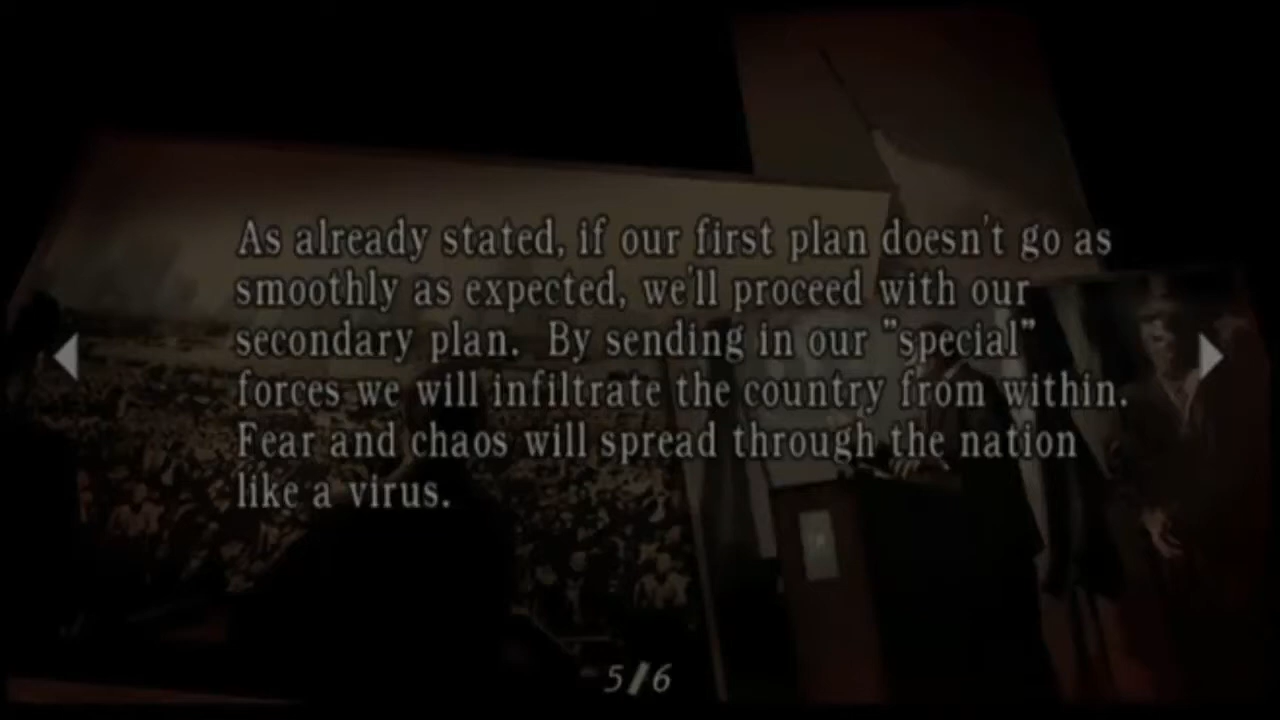 As already stated, if our first plan doesn't go as
smoothly as expected, we'll proceed with our
secondary plan.  By sending in our "special"
forces we will infiltrate the country from within.
Fear and chaos will spread through the nation
like a virus.
5/6